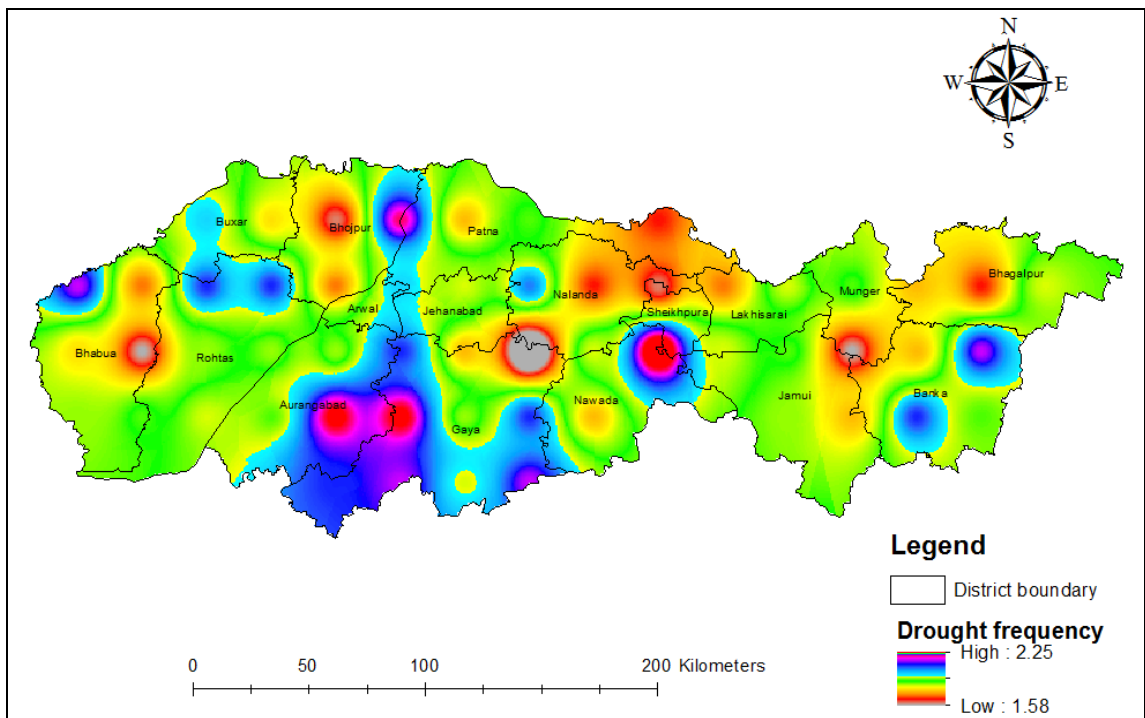 N
W E
S
Buxar
Bhojpur
Patna
Bhagalpur
Nalanda
Munger
Arwal
Jehanabad
Sheikhpura
Lakhisarai
Bhabua
Rohtas
Banka
Jamui
Nawada
Aurangabad
Gaya
Legend
District boundary
Drought frequency
High : 2.25
Low : 1.58
0 50 100 200 Kilometers